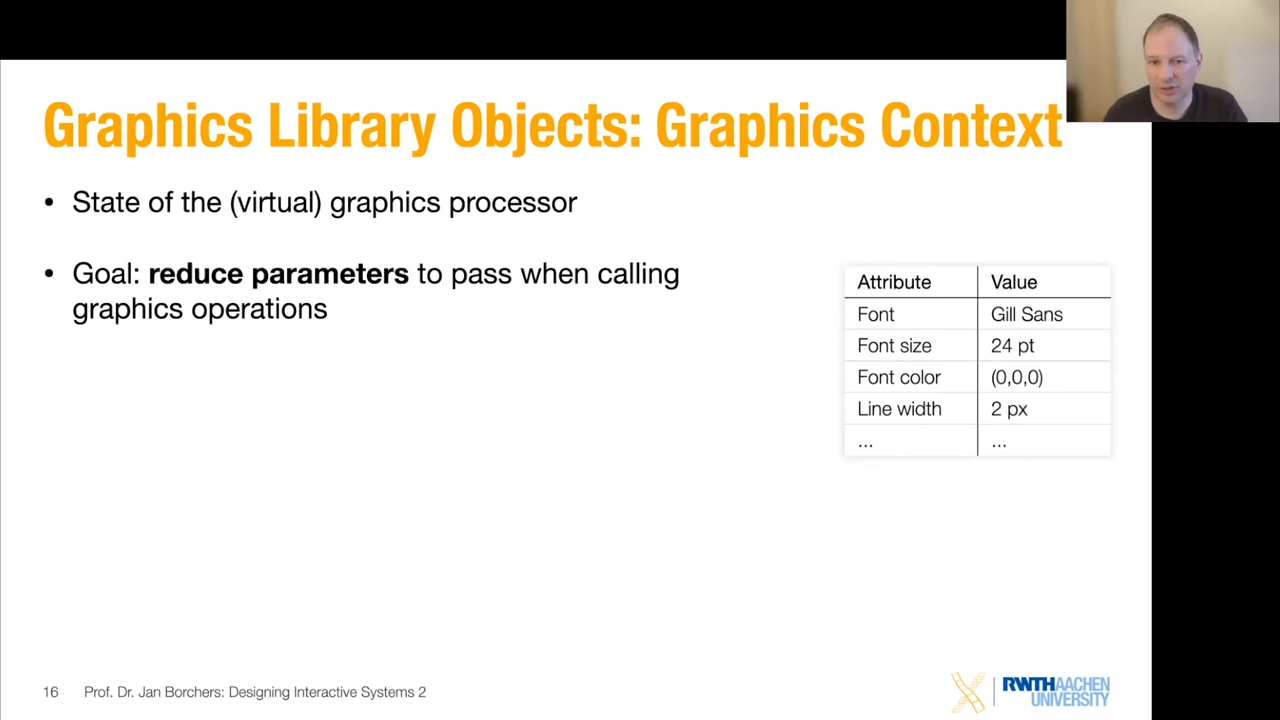 Graphics Library Objects: Graphics Context
• State of the (virtual) graphics processor
• Goal: reduce parameters to pass when calling
graphics operations
Attribute Value
Font Gill Sans
Font size 24 pt
Font color (0,0,0)
Line width 2 px
... ...
16 Prof. Dr. Jan Borchers: Designing Interactive Systems 2
RWTHAACHEN
UNIVERSITY